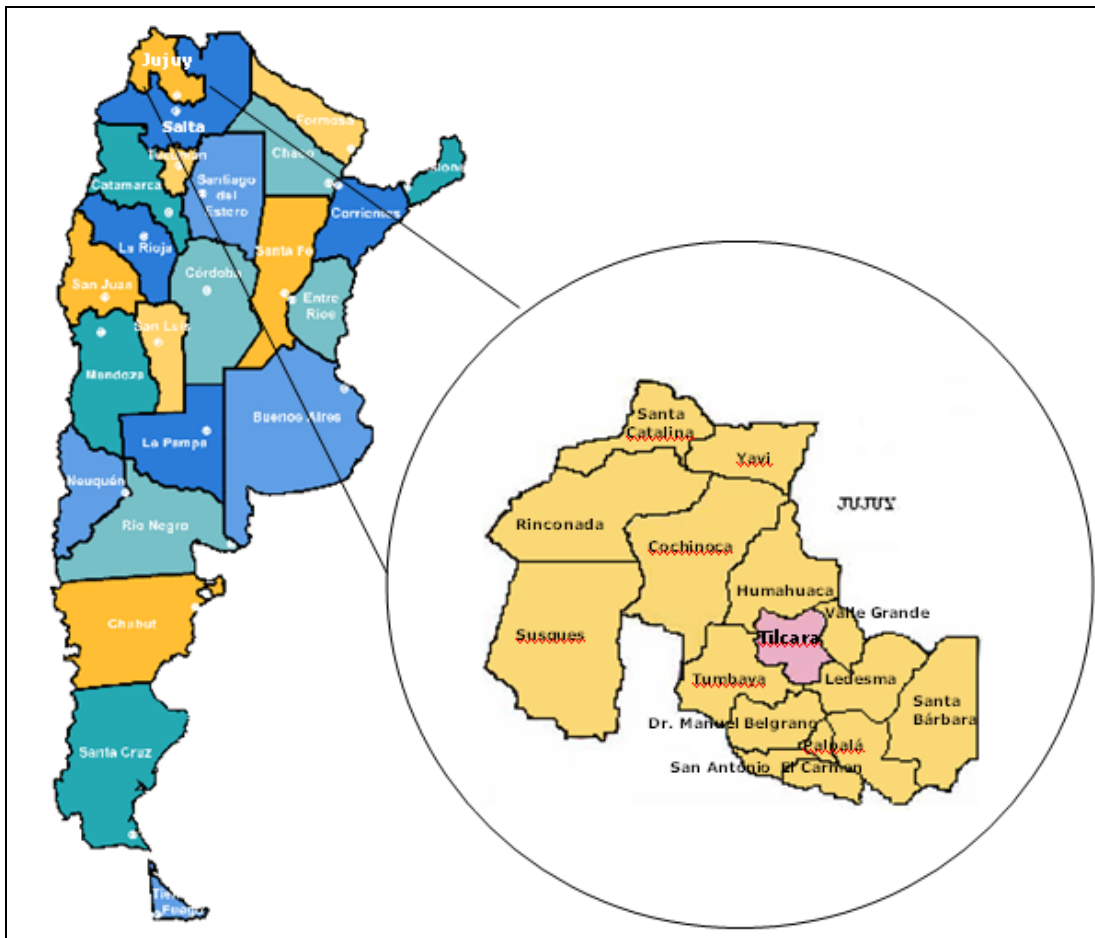 Jujuy
Salta
Formosa
Chaco
Tucumán
Catamarca
Santiago
del
Estero
Corrientes
La Rioja
Santa Fe
San Juan
Córdoba
Entre
Ríos
San Luis
Mendoza
Buenos Aires
La Pampa
Neuquén
Río Negro
Chubut
Santa Cruz
Fuego
Santa
Catalina
Yavi
JUJUY
Rinconada
Cochinoca
Humahuaca
Valle Grande
Susques
Tilcara
Tumbaya
Ledesma
Santa
Bárbara
Dr. Manuel Belgrano
Palpalá
San Antonio El Carmen